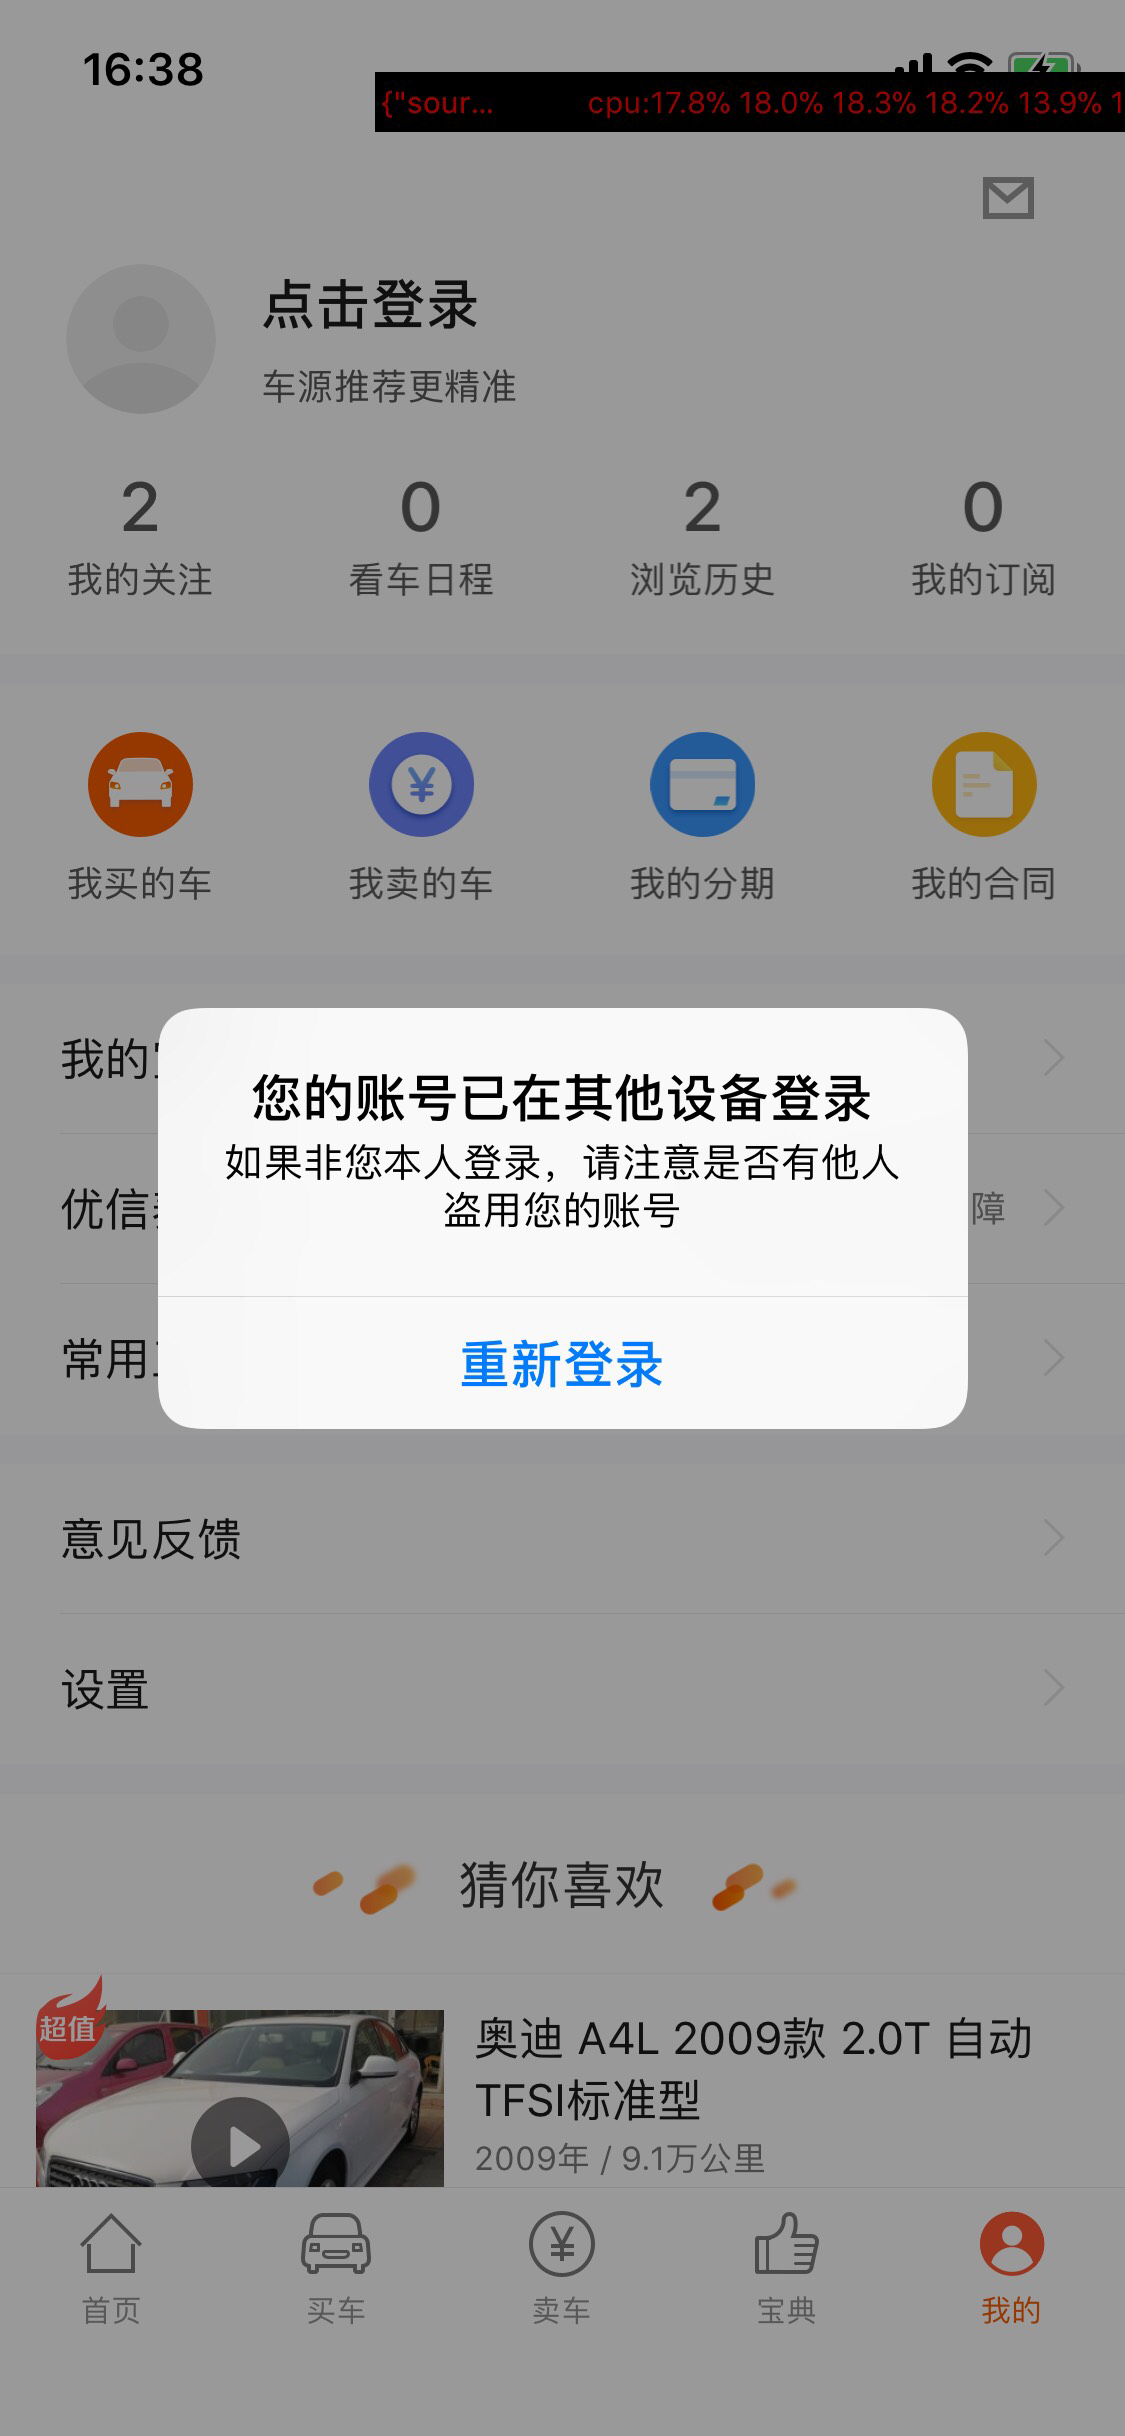 16:38
{"sour... cpu:17.8% 18.0% 18.3% 18.2% 13.9% 1
点击登录
车源推荐更精准
2 0 2 0
我的关注 看车日程 浏览历史 我的订阅
我买的车 我卖的车 我的分期 我的合同
我的
您的账号已在其他设备登录
如果非您本人登录，请注意是否有他人
盗用您的账号
优信 障
重新登录
常用
意见反馈
设置
猜你喜欢
超值
奥迪 A4L 2009款 2.0T 自动
TFSI标准型
2009年 / 9.1万公里
首页 买车 卖车 宝典 我的